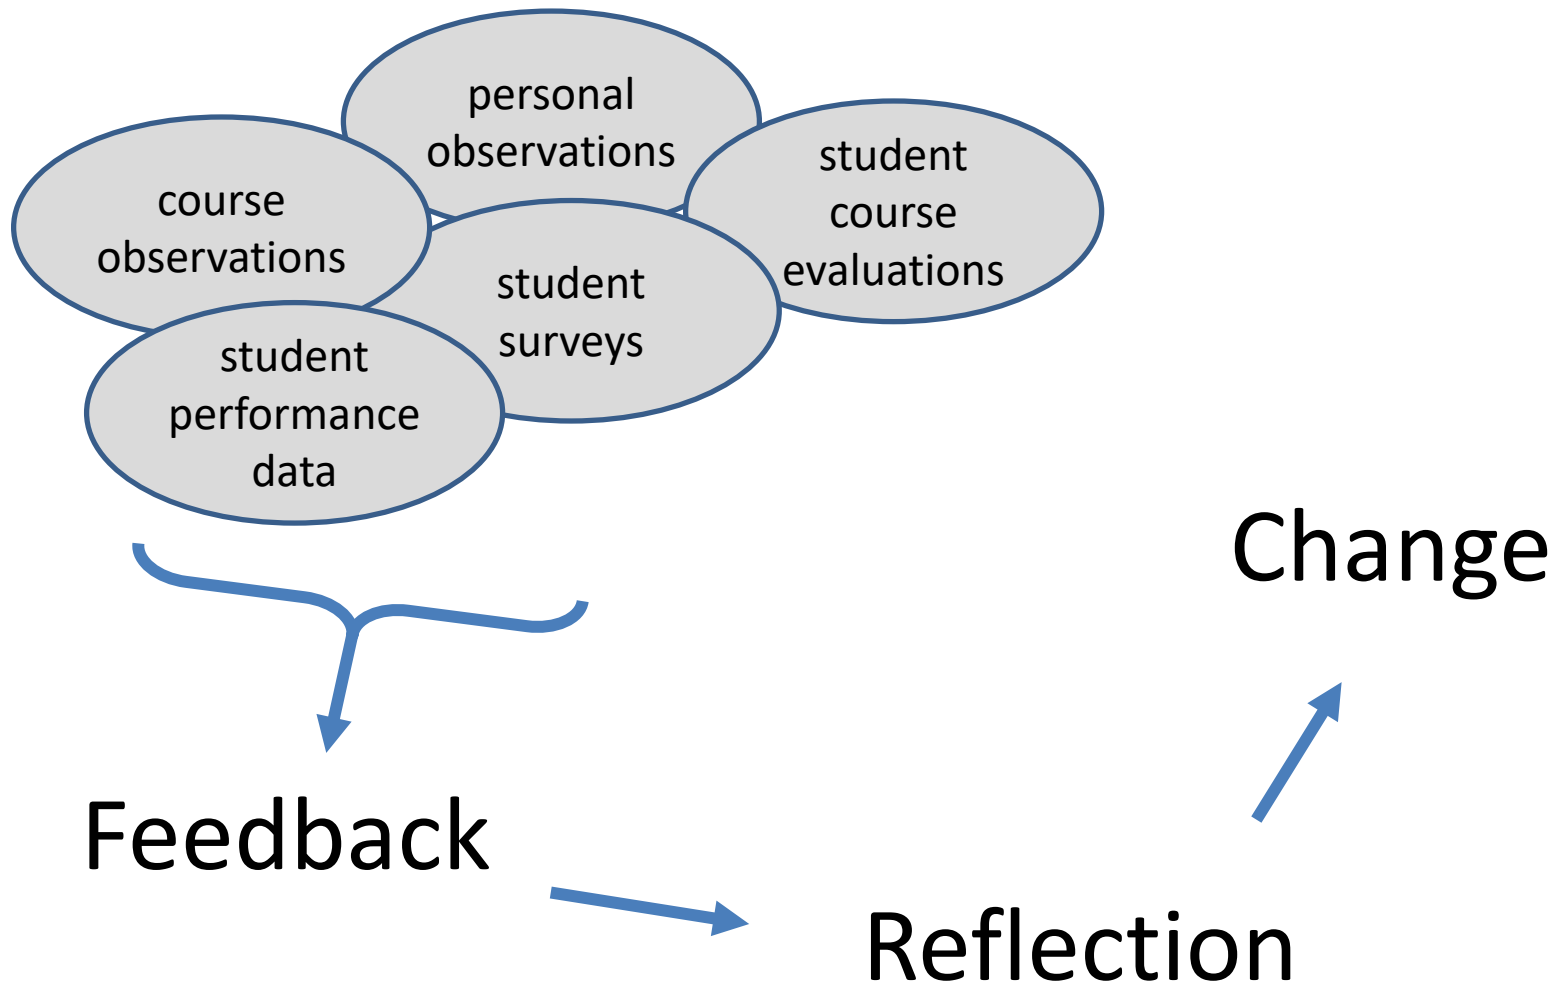 personal
observations
student
course
evaluations
course
observations
student
surveys
student
performance
data
Change
Feedback
Reflection